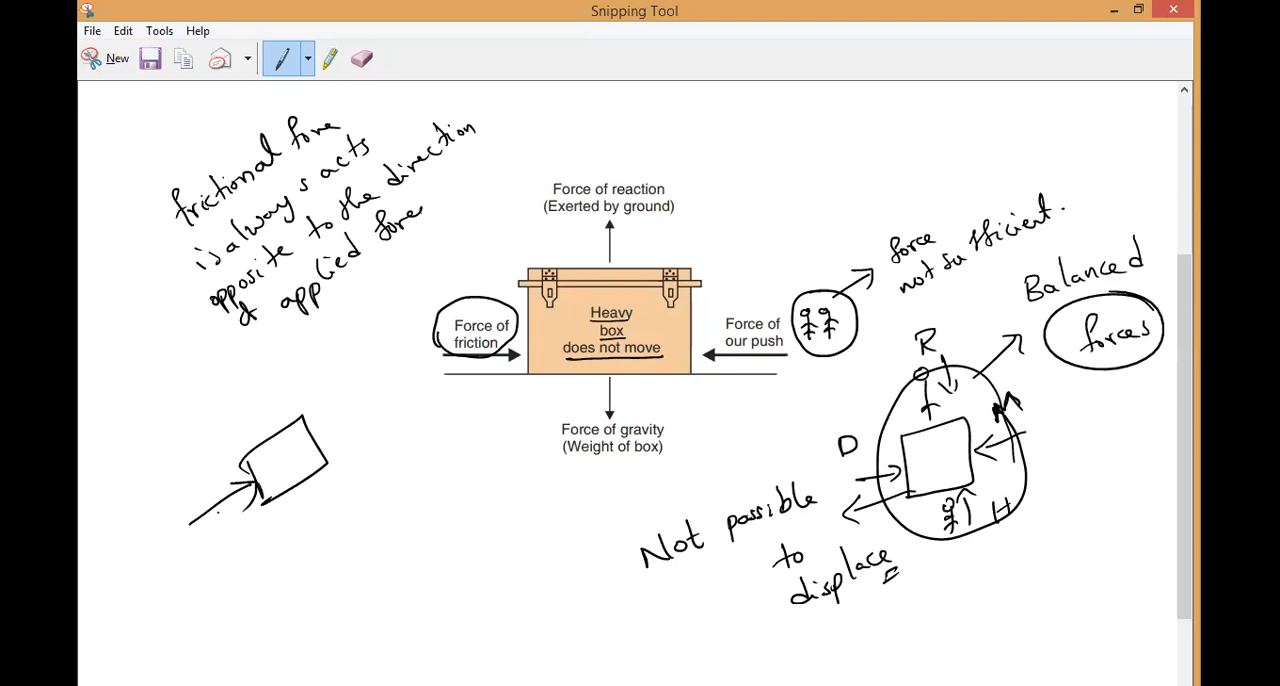 Snipping Tool
File Edit Tools Help
New
frictional force
is always acts
opposite to the direction
of applied force
Force of reaction
(Exerted by ground)
Force of
friction
Heavy
box
does not move
Force of
our push
Force of gravity
(Weight of box)
force
not sufficient.
Balanced
forces
R
D
H
Not possible
to
displace